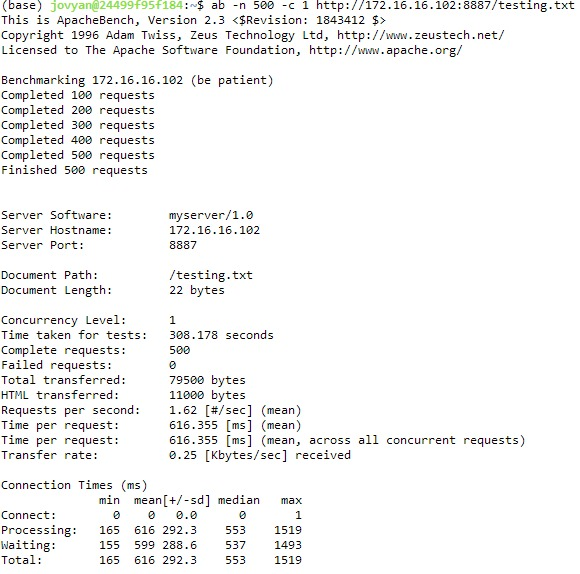 (base) jovyan@24499f95f184:~$ ab -n 500 -c 1 http://172.16.16.102:8887/testing.txt
This is ApacheBench, Version 2.3 <$Revision: 1843412 $>
Copyright 1996 Adam Twiss, Zeus Technology Ltd, http://www.zeustech.net/
Licensed to The Apache Software Foundation, http://www.apache.org/

Benchmarking 172.16.16.102 (be patient)
Completed 100 requests
Completed 200 requests
Completed 300 requests
Completed 400 requests
Completed 500 requests
Finished 500 requests

Server Software:        myserver/1.0
Server Hostname:        172.16.16.102
Server Port:            8887

Document Path:          /testing.txt
Document Length:        22 bytes

Concurrency Level:      1
Time taken for tests:   308.178 seconds
Complete requests:      500
Failed requests:        0
Total transferred:      79500 bytes
HTML transferred:       11000 bytes
Requests per second:    1.62 [#/sec] (mean)
Time per request:       616.355 [ms] (mean)
Time per request:       616.355 [ms] (mean, across all concurrent requests)
Transfer rate:          0.25 [Kbytes/sec] received

Connection Times (ms)
              min  mean[+/-sd] median   max
Connect:        0    0   0.0      0       1
Processing:   165  616 292.3    553    1519
Waiting:      155  599 288.6    537    1493
Total:        165  616 292.3    553    1519